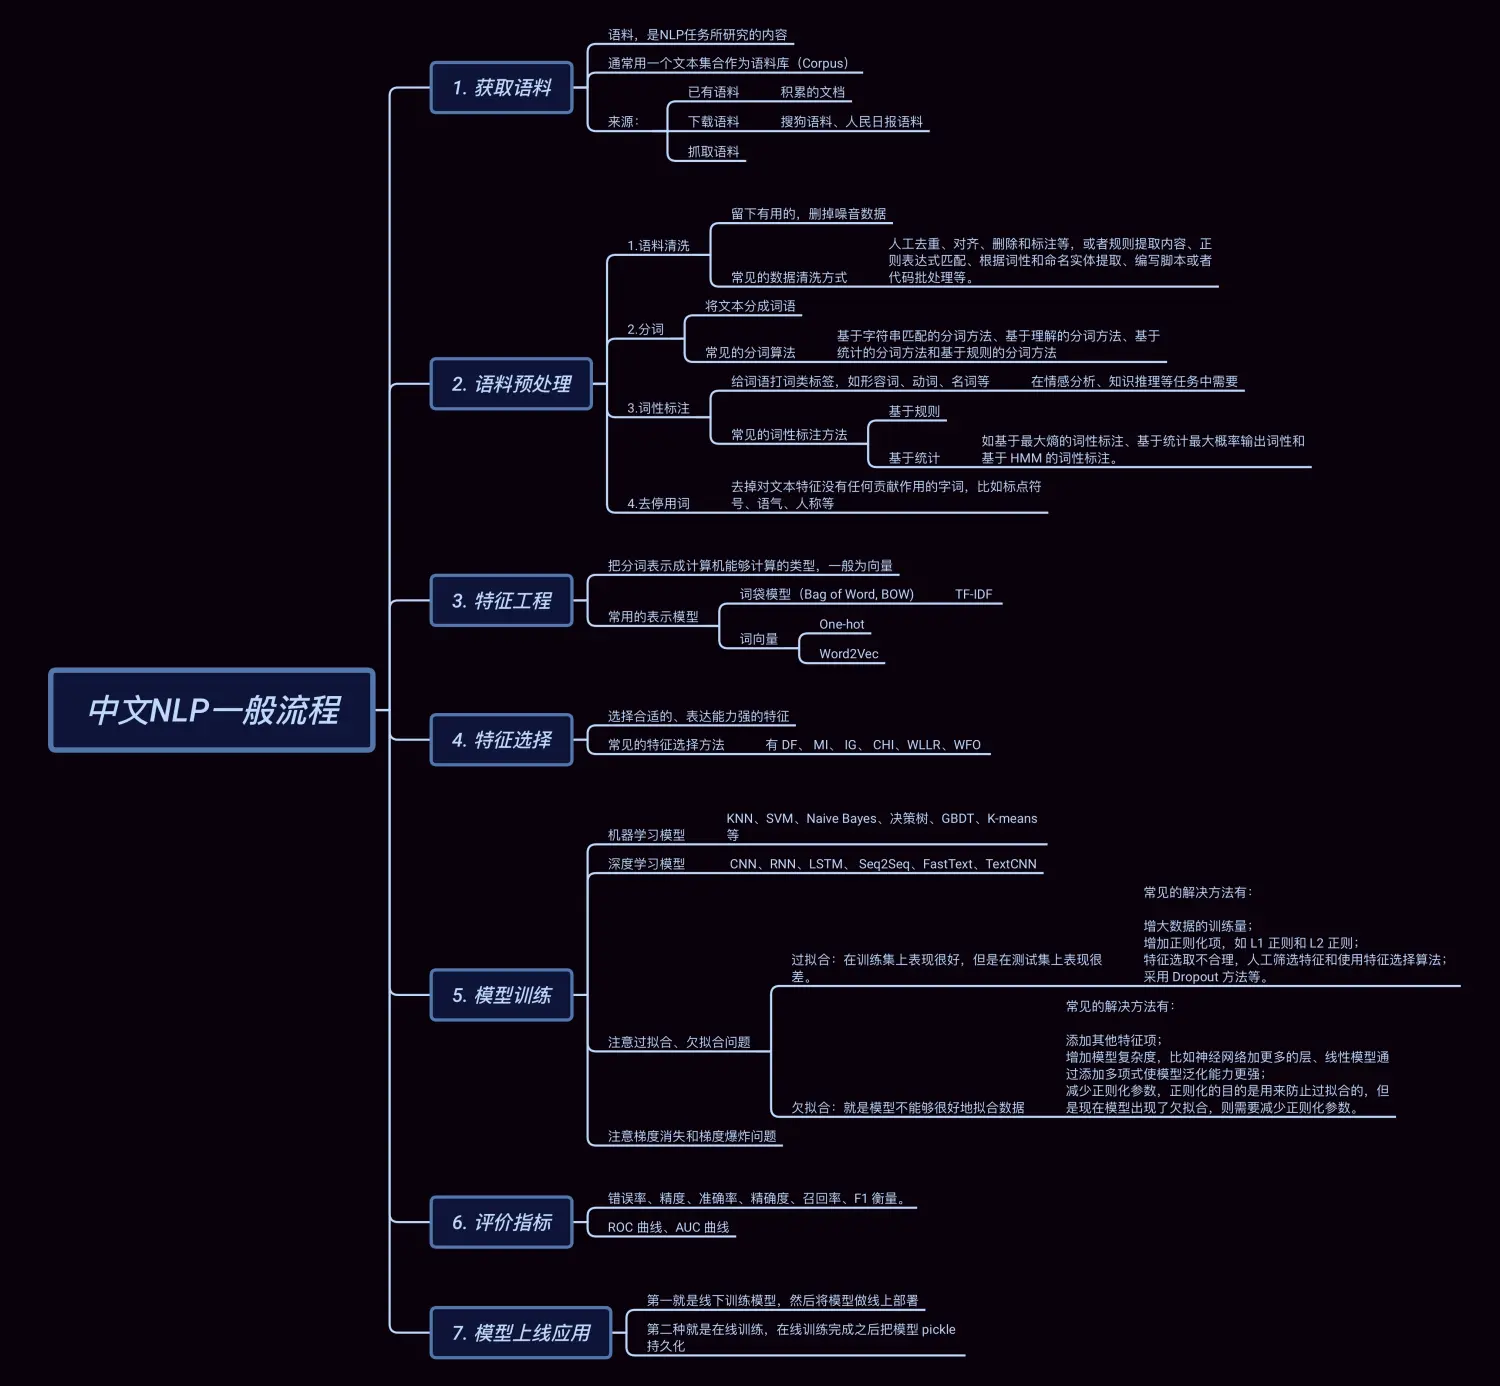 中文NLP一般流程
1. 获取语料
语料，是NLP任务所研究的内容
通常用一个文本集合作为语料库（Corpus）
来源：
已有语料
积累的文档
下载语料
搜狗语料、人民日报语料
抓取语料
2. 语料预处理
1.语料清洗
留下有用的，删掉噪音数据
常见的数据清洗方式
人工去重、对齐、删除和标注等，或者规则提取内容、正
则表达式匹配、根据词性和命名实体提取、编写脚本或者
代码批处理等。
2.分词
将文本分成词语
常见的分词算法
基于字符串匹配的分词方法、基于理解的分词方法、基于
统计的分词方法和基于规则的分词方法
3.词性标注
给词语打词类标签，如形容词、动词、名词等
在情感分析、知识推理等任务中需要
常见的词性标注方法
基于规则
基于统计
如基于最大熵的词性标注、基于统计最大概率输出词性和
基于 HMM 的词性标注。
4.去停用词
去掉对文本特征没有任何贡献作用的字词，比如标点符
号、语气、人称等
3. 特征工程
把分词表示成计算机能够计算的类型，一般为向量
常用的表示模型
词袋模型（Bag of Word, BOW)
TF-IDF
词向量
One-hot
Word2Vec
4. 特征选择
选择合适的、表达能力强的特征
常见的特征选择方法
有 DF、 MI、 IG、 CHI、WLLR、WFO
5. 模型训练
机器学习模型
KNN、SVM、Naive Bayes、决策树、GBDT、K-means
等
深度学习模型
CNN、RNN、LSTM、 Seq2Seq、FastText、TextCNN
注意过拟合、欠拟合问题
过拟合：在训练集上表现很好，但是在测试集上表现很
差。
常见的解决方法有：
增大数据的训练量；
增加正则化项，如 L1 正则和 L2 正则；
特征选取不合理，人工筛选特征和使用特征选择算法；
采用 Dropout 方法等。
欠拟合：就是模型不能够很好地拟合数据
常见的解决方法有：
添加其他特征项；
增加模型复杂度，比如神经网络加更多的层、线性模型通
过添加多项式使模型泛化能力更强；
减少正则化参数，正则化的目的是用来防止过拟合的，但
是现在模型出现了欠拟合，则需要减少正则化参数。
注意梯度消失和梯度爆炸问题
6. 评价指标
错误率、精度、准确率、精确度、召回率、F1 衡量。
ROC 曲线、AUC 曲线
7. 模型上线应用
第一就是线下训练模型，然后将模型做线上部署
第二种就是在线训练，在线训练完成之后把模型 pickle
持久化